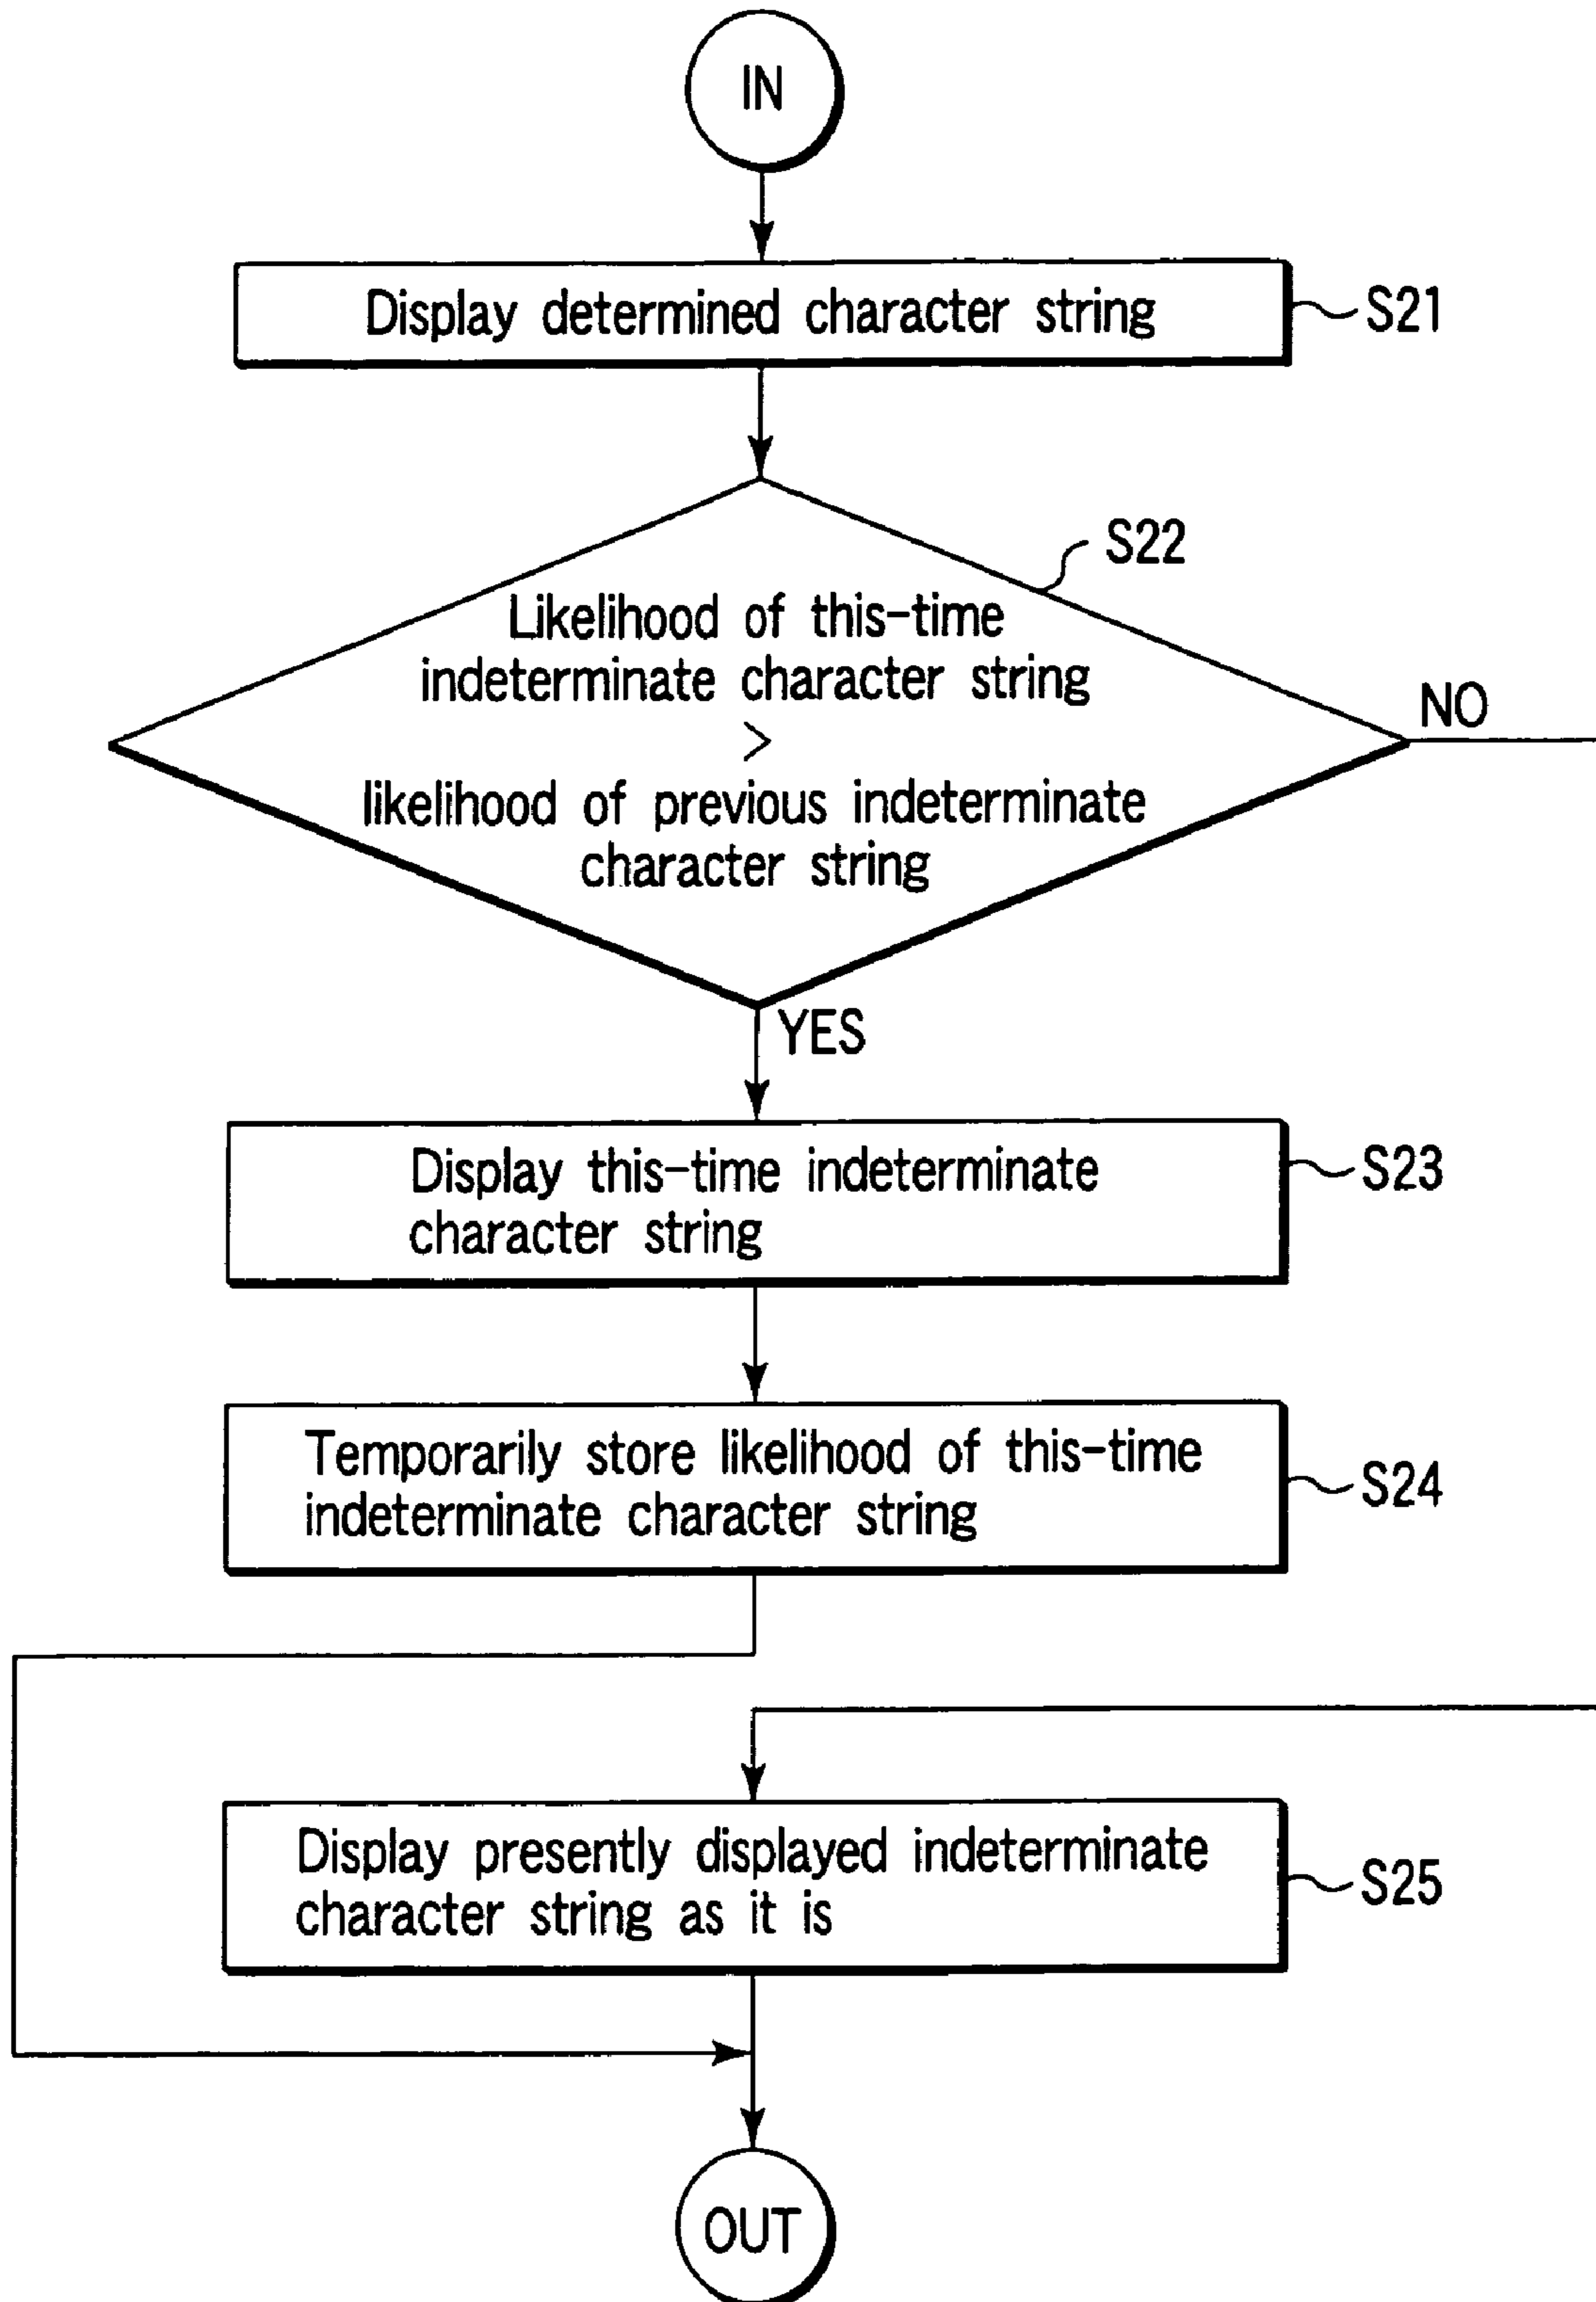 IN
Display determined character string
S21
S22
Likelihood of this-time
indeterminate character string
>
likelihood of previous indeterminate
character string
NO
YES
Display this-time indeterminate
character string
S23
Temporarily store likelihood of this-time
indeterminate character string
S24
Display presently displayed indeterminate
character string as it is
S25
OUT